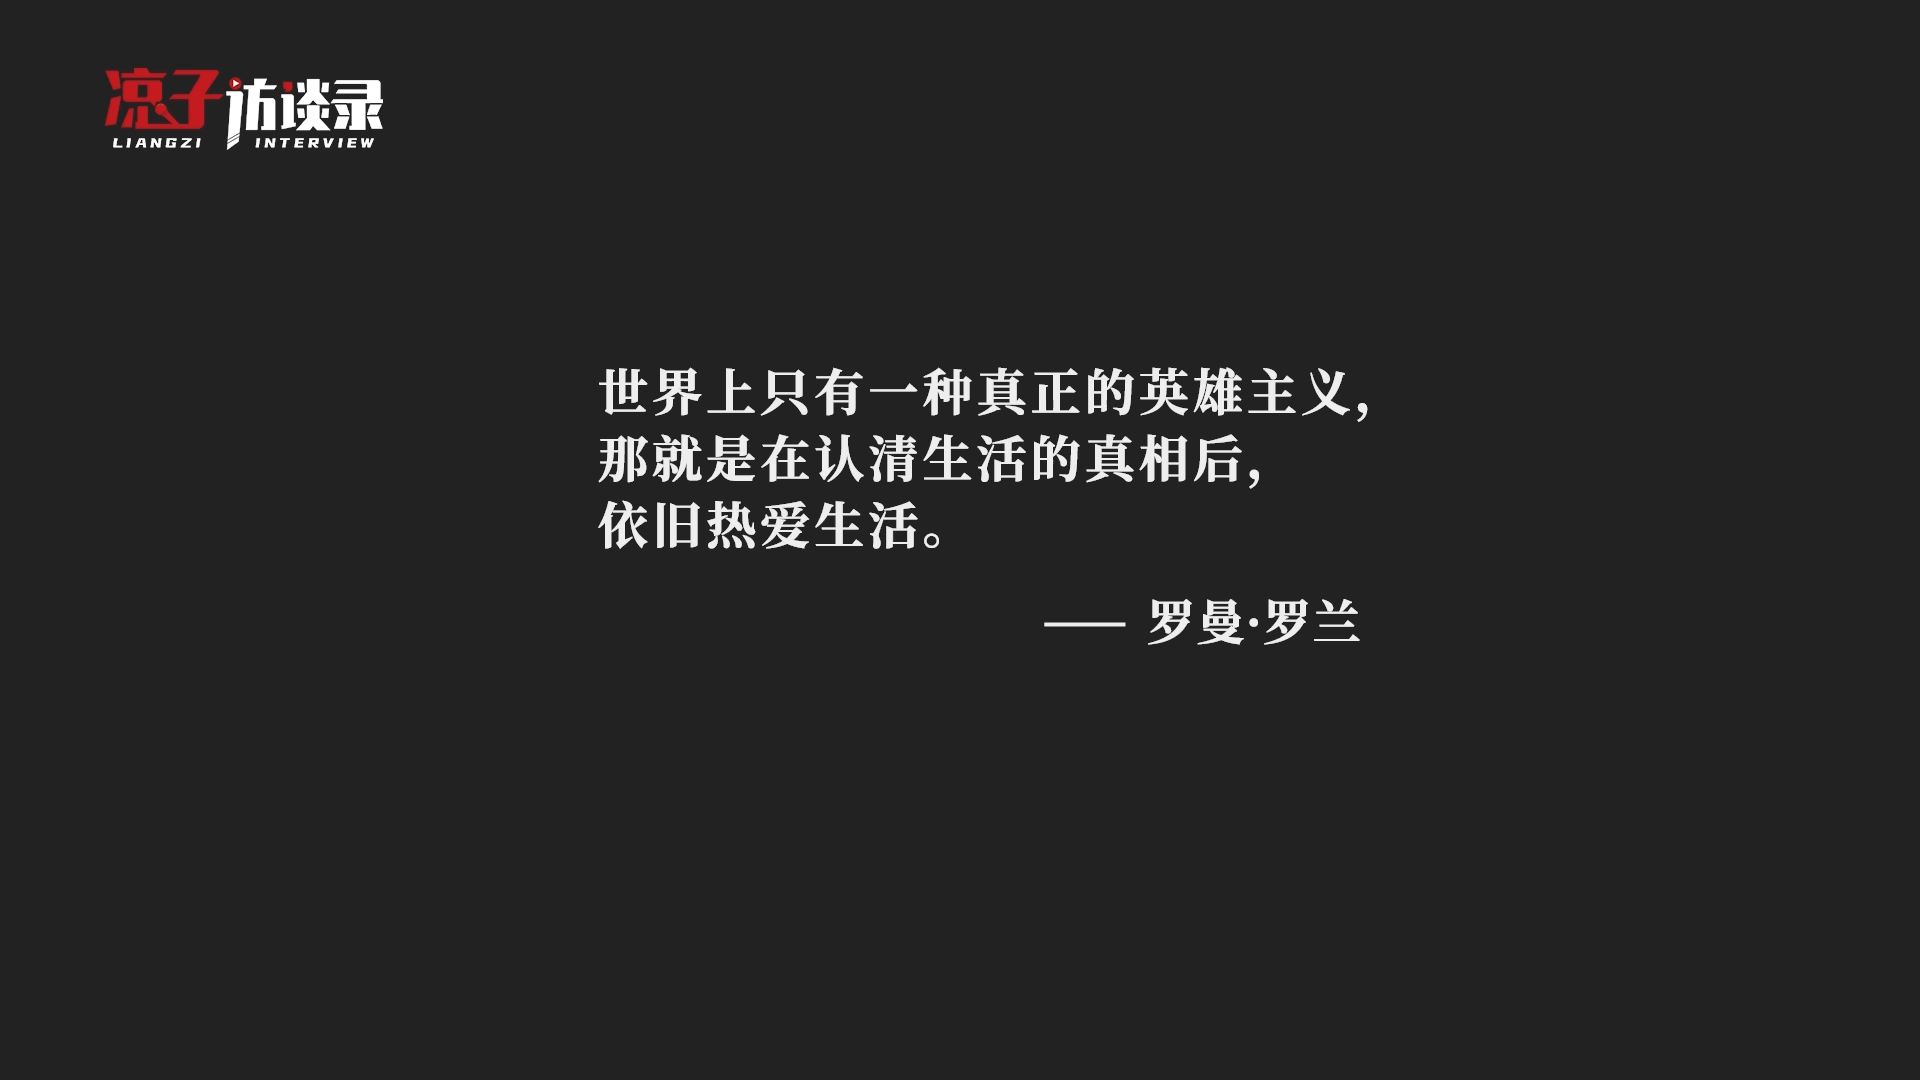 凉子访谈录
LIANGZI INTERVIEW
世界上只有一种真正的英雄主义，
那就是在认清生活的真相后，
依旧热爱生活。
—— 罗曼·罗兰